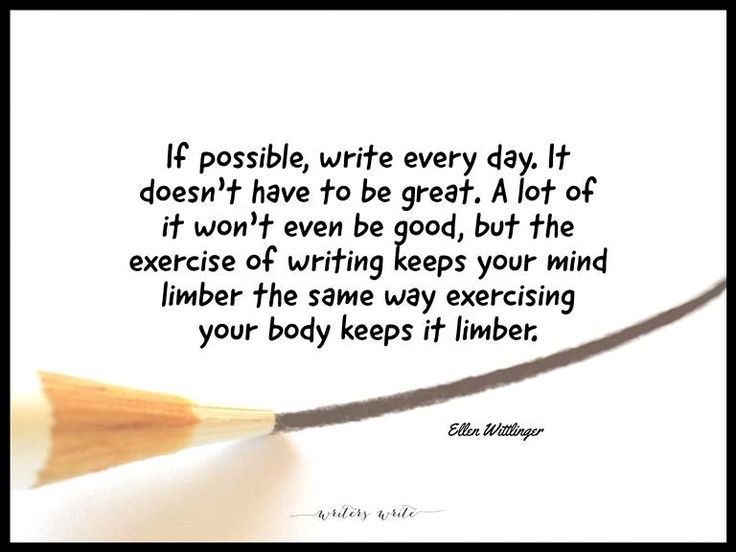 If possible, write every day. It
doesn't have to be great. A lot of
it won't even be good, but the
exercise of writing keeps your mind
limber the same way exercising
your body keeps it limber.
Ellen Wittlinger
writers write